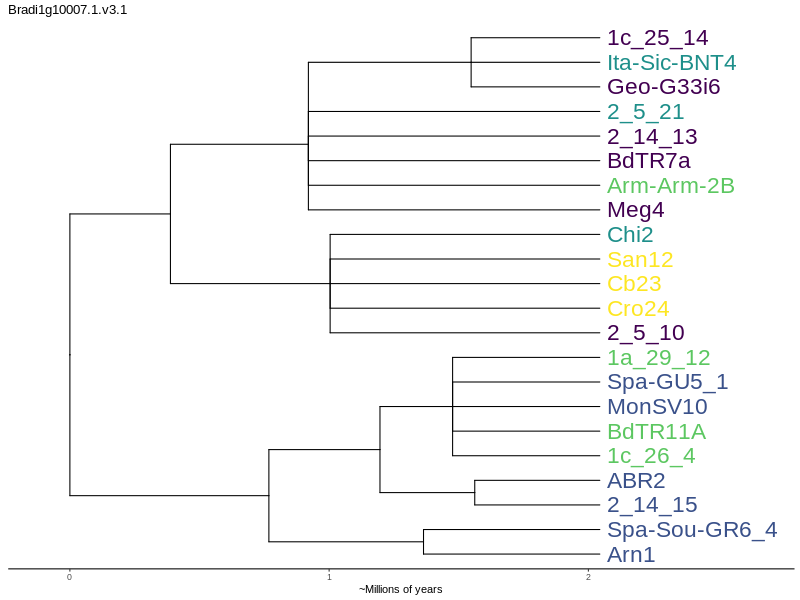 Bradi1g10007.1.v3.1
1c_25_14
Ita-Sic-BNT4
Geo-G33i6
2_5_21
2_14_13
BdTR7a
Arm-Arm-2B
Meg4
Chi2
San12
Cb23
Cro24
2_5_10
1a_29_12
Spa-GU5_1
MonSV10
BdTR11A
1c_26_4
ABR2
2_14_15
Spa-Sou-GR6_4
Arn1
0 1 2
~Millions of years